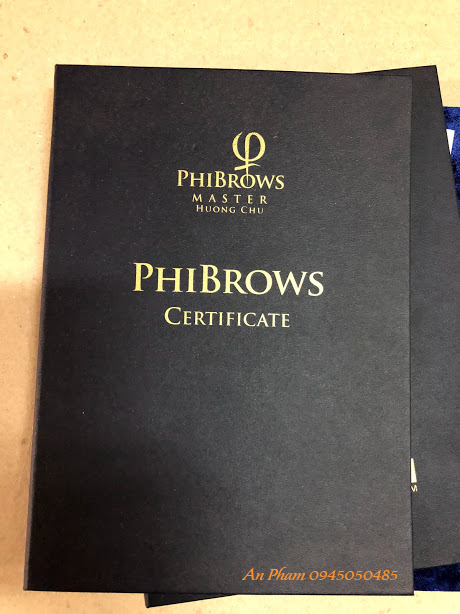 PHIBROWS
MASTER
HUONG CHU
PHIBROWS
CERTIFICATE
M
An Pham 0945050485